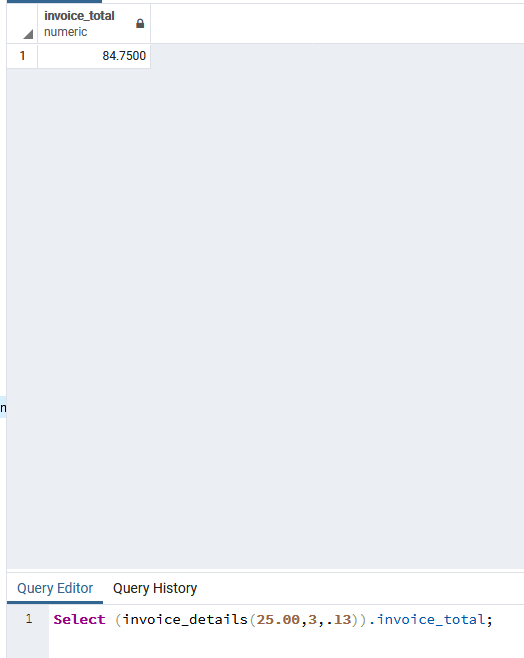 invoice_total
numeric
1 84.7500
n
Query Editor Query History
1 Select (invoice_details(25.00,3,.13)).invoice_total;